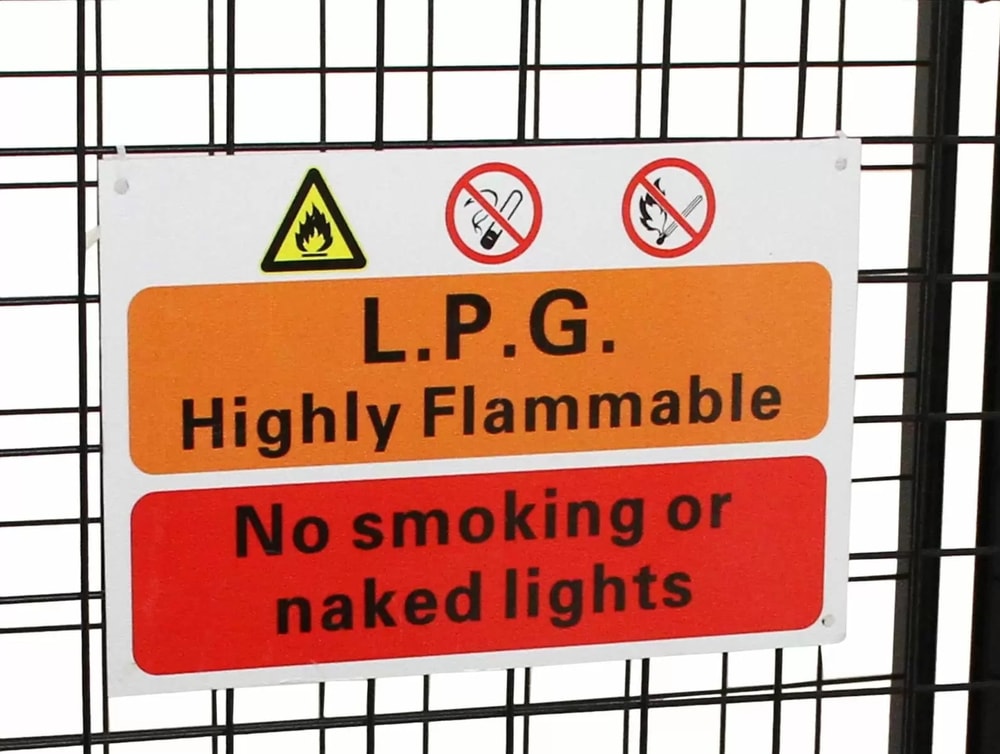 L.P.G.
Highly Flammable
No smoking or
naked lights